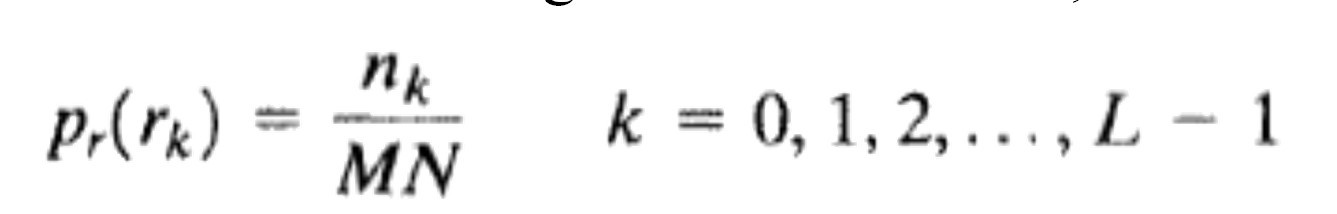 p_r(r_k) = n_k / MN    k = 0, 1, 2, ..., L − 1